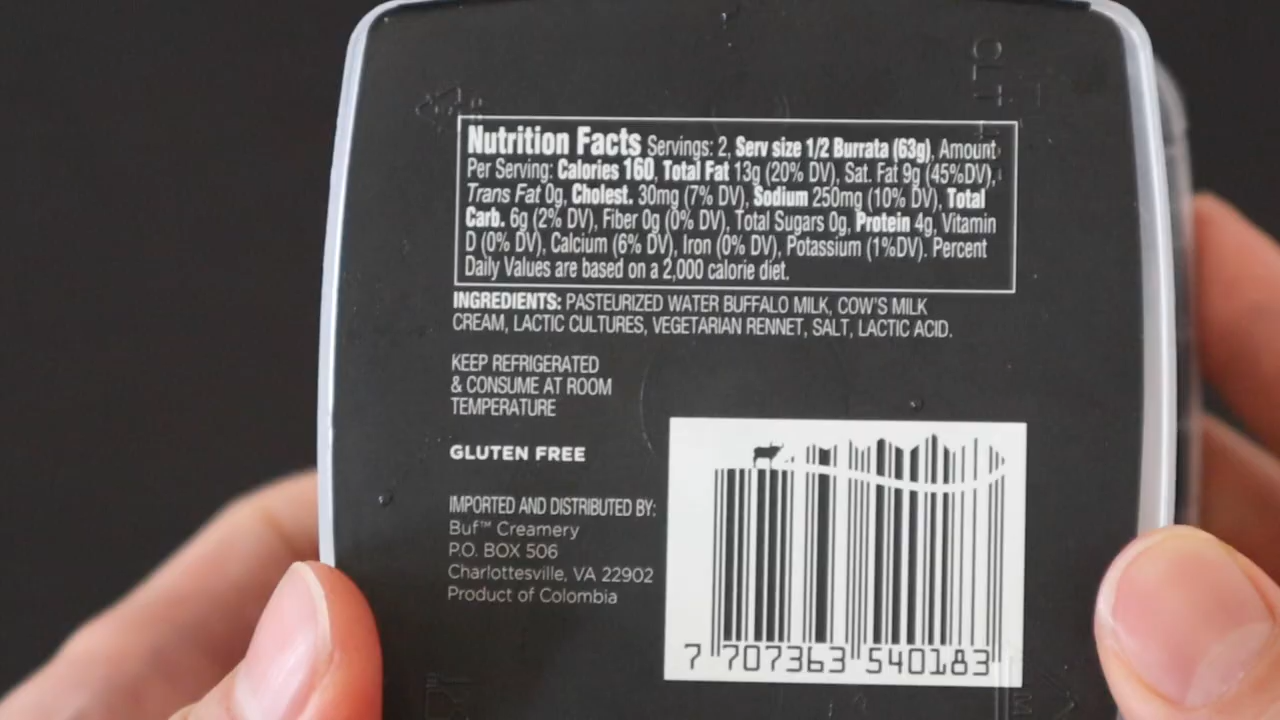 Nutrition Facts Servings: 2, Serv size 1/2 Burrata (63g), Amount
Per Serving: Calories 160, Total Fat 13g (20% DV), Sat. Fat 9g (45%DV),
Trans Fat 0g, Cholest. 30mg (7% DV), Sodium 250mg (10% DV), Total
Carb. 6g (2% DV), Fiber 0g (0% DV), Total Sugars 0g, Protein 4g, Vitamin
D (0% DV), Calcium (6% DV), Iron (0% DV), Potassium (1%DV). Percent
Daily Values are based on a 2,000 calorie diet.
INGREDIENTS: PASTEURIZED WATER BUFFALO MILK, COW'S MILK
CREAM, LACTIC CULTURES, VEGETARIAN RENNET, SALT, LACTIC ACID.
KEEP REFRIGERATED
& CONSUME AT ROOM
TEMPERATURE
GLUTEN FREE
IMPORTED AND DISTRIBUTED BY:
Buf™ Creamery
P.O. BOX 506
Charlottesville, VA 22902
Product of Colombia
7 707363 540183